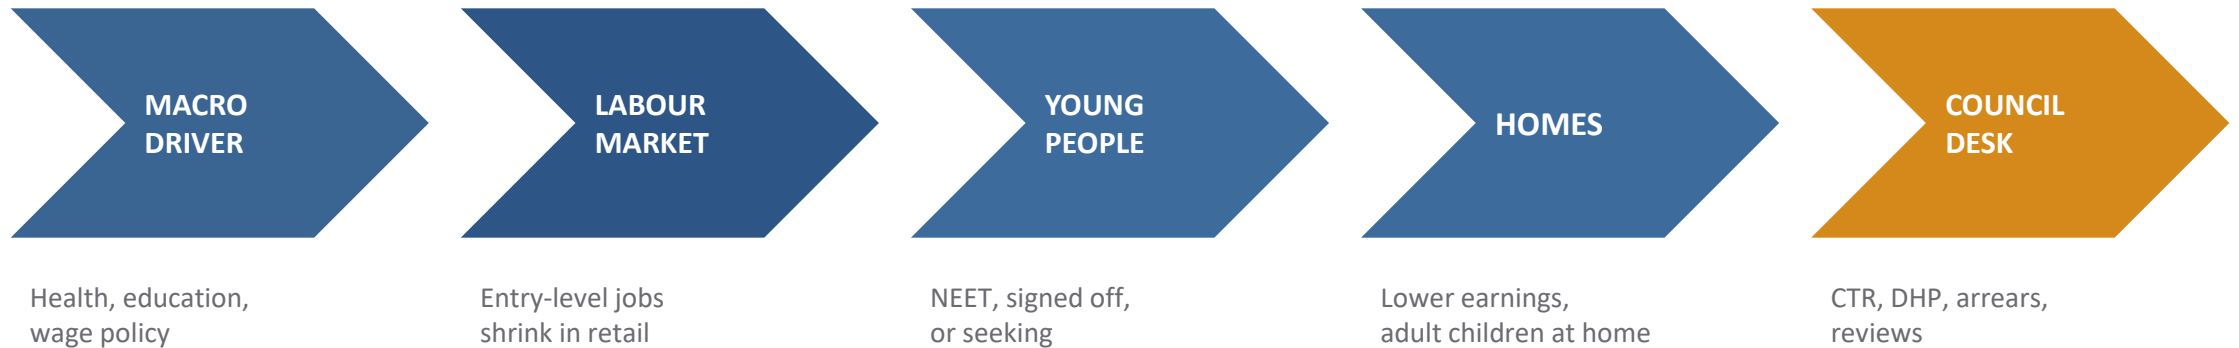 MACRO
DRIVER
LABOUR
MARKET
YOUNG
PEOPLE
HOMES
COUNCIL
DESK
Health, education,
wage policy
Entry-level jobs
shrink in retail
NEET, signed off,
or seeking
Lower earnings,
adult children at home
CTR, DHP, arrears,
reviews